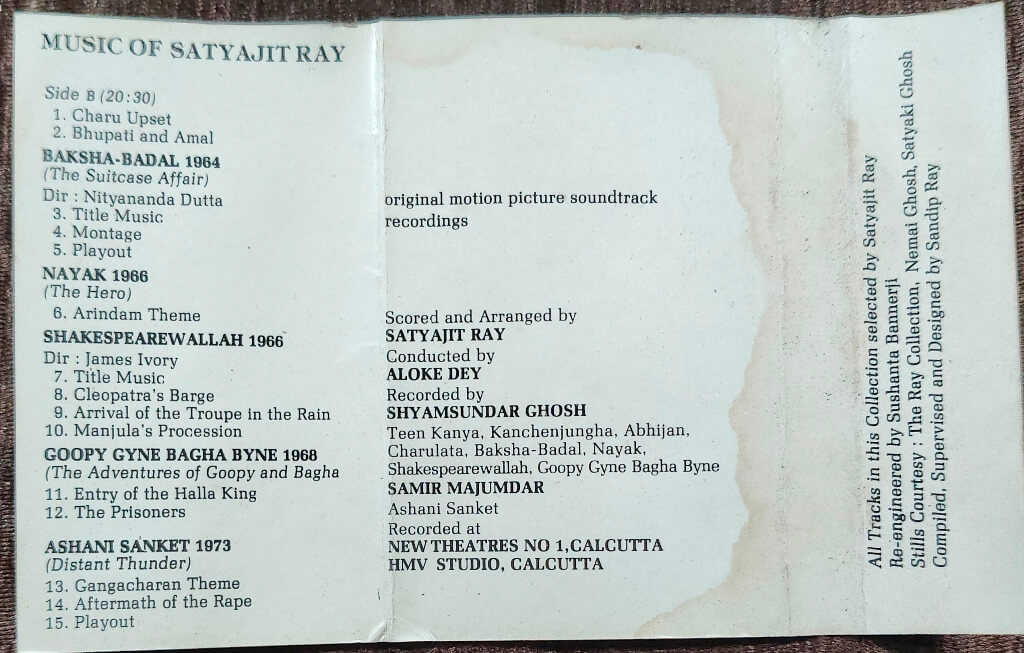 MUSIC OF SATYAJIT RAY
Side B (20:30)
1. Charu Upset
2. Bhupati and Amal
BAKSHA-BADAL 1964
(The Suitcase Affair)
Dir : Nityananda Dutta
3. Title Music
4. Montage
5. Playout
NAYAK 1966
(The Hero)
6. Arindam Theme
SHAKESPEAREWALLAH 1966
Dir : James Ivory
7. Title Music
8. Cleopatra's Barge
9. Arrival of the Troupe in the Rain
10. Manjula's Procession
GOOPY GYNE BAGHA BYNE 1968
(The Adventures of Goopy and Bagha
11. Entry of the Halla King
12. The Prisoners
ASHANI SANKET 1973
(Distant Thunder)
13. Gangacharan Theme
14. Aftermath of the Rape
15. Playout
original motion picture soundtrack
recordings
Scored and Arranged by
SATYAJIT RAY
Conducted by
ALOKE DEY
Recorded by
SHYAMSUNDAR GHOSH
Teen Kanya, Kanchenjungha, Abhijan,
Charulata, Baksha-Badal, Nayak,
Shakespearewallah, Goopy Gyne Bagha Byne
SAMIR MAJUMDAR
Ashani Sanket
Recorded at
NEW THEATRES NO 1,CALCUTTA
HMV STUDIO, CALCUTTA
All Tracks in this Collection selected by Satyajit Ray
Re-engineered by Sushanta Bannerji
Stills Courtesy : The Ray Collection, Nemai Ghosh, Satyaki Ghosh
Compiled, Supervised and Designed by Sandip Ray